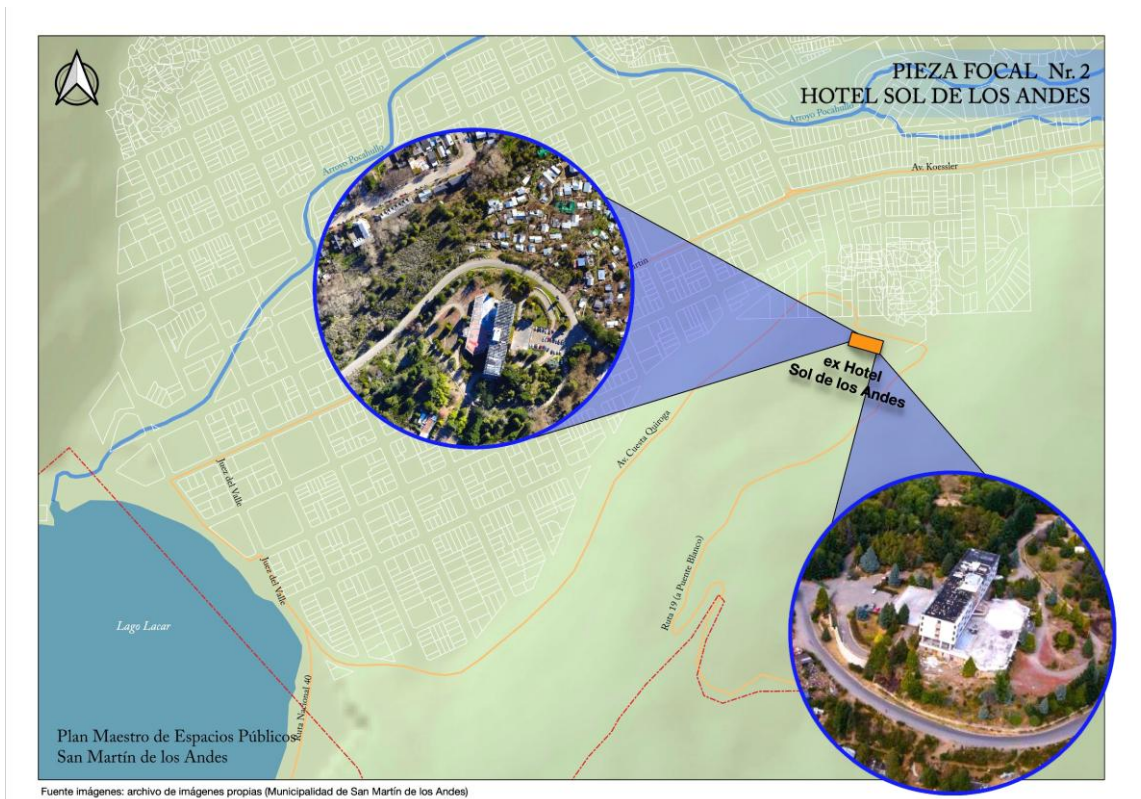 PIEZA FOCAL Nr. 2
HOTEL SOL DE LOS ANDES
Arroyo Pocahullo
Av. Koessler
Arroyo Pocahullo
ex Hotel
Sol de los Andes
Av. Cuesta Quiroga
Juez del Valle
Juez del Valle
Ruta 19 (a Puente Blanco)
Lago Lacar
Ruta Nacional 40
Plan Maestro de Espacios Públicos
San Martín de los Andes
Fuente imágenes: archivo de imágenes propias (Municipalidad de San Martín de los Andes)